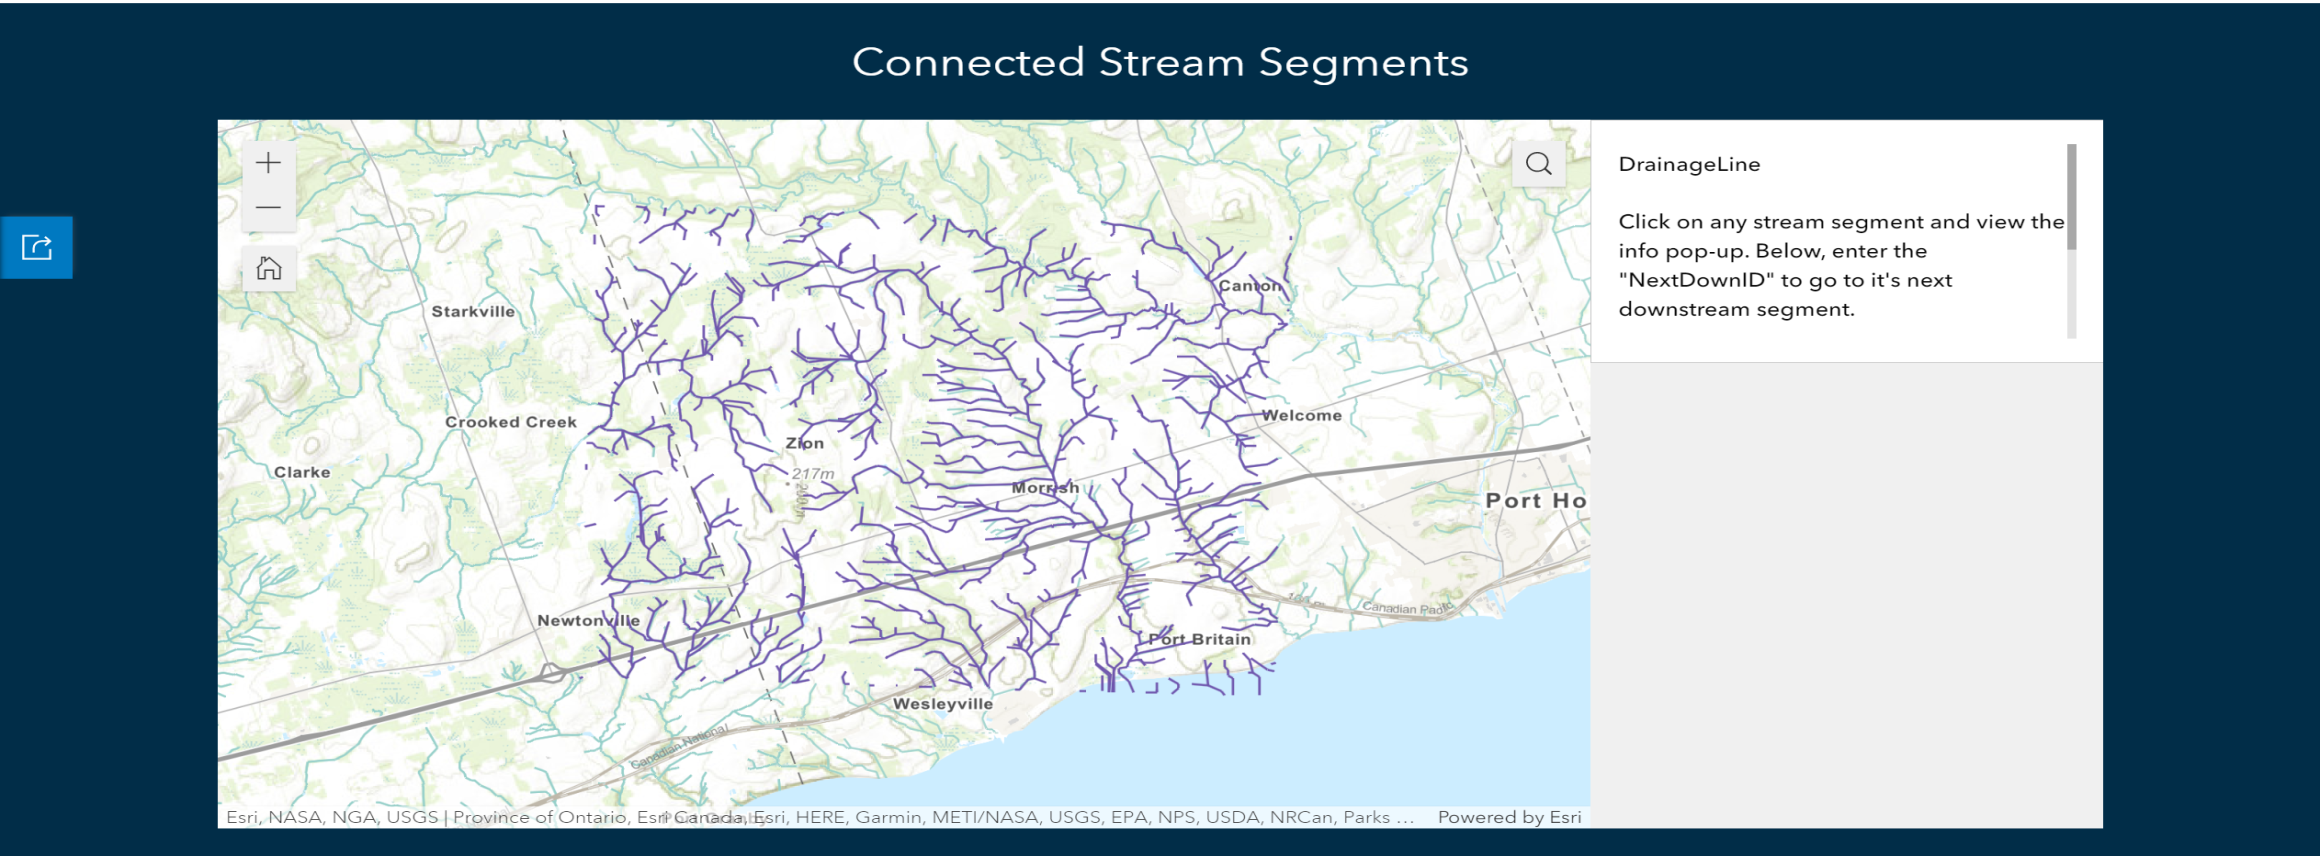 Connected Stream Segments
DrainageLine
Click on any stream segment and view the
info pop-up. Below, enter the
"NextDownID" to go to it's next
downstream segment.
Canton
Starkville
Welcome
Crooked Creek
Zion
Clarke
217m
Morrish
Port Ho
Canadian Pacific
Newtonville
Port Britain
Wesleyville
Canadian National
Esri, NASA, NGA, USGS | Province of Ontario, Esri Canada, Esri, HERE, Garmin, METI/NASA, USGS, EPA, NPS, USDA, NRCan, Parks ...
Powered by Esri